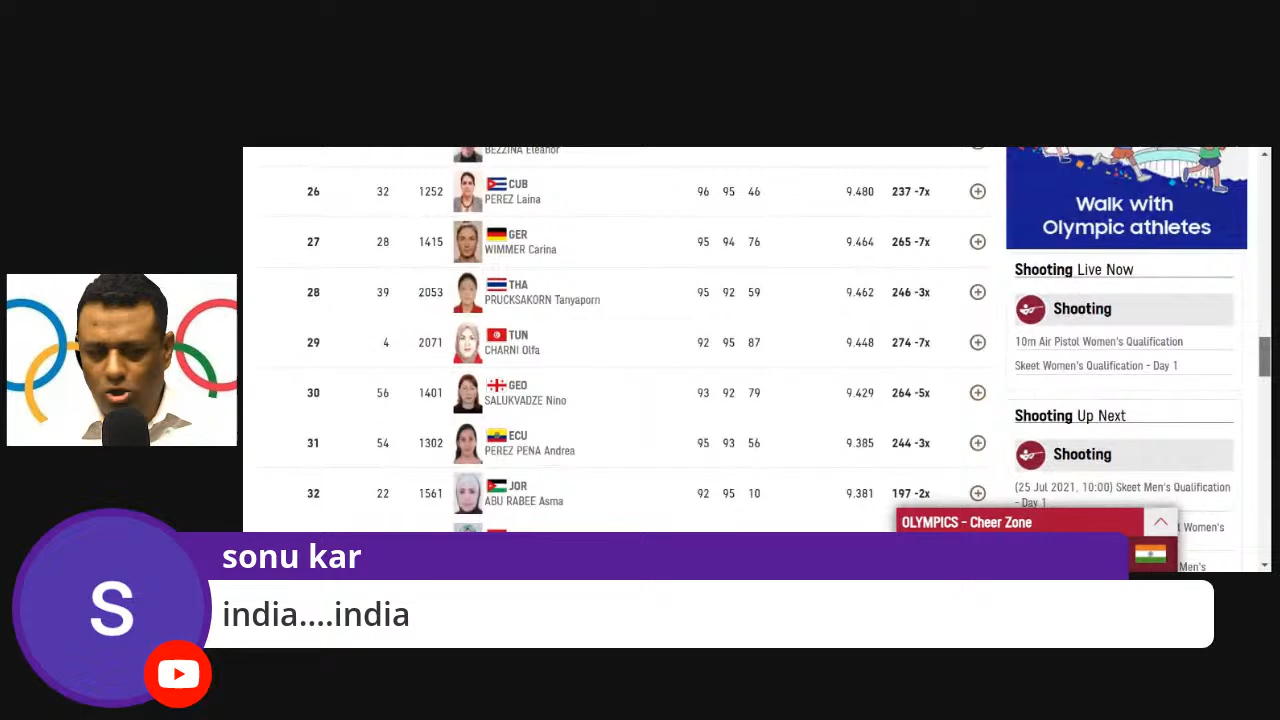 BEZZINA Eleanor
26 32 1252 CUB 96 95 46 9.480 237 -7x
PEREZ Laina
27 28 1415 GER 95 94 76 9.464 265 -7x
WIMMER Carina
28 39 2053 THA 95 92 59 9.462 246 -3x
PRUCKSAKORN Tanyaporn
29 4 2071 TUN 92 95 87 9.448 274 -7x
CHARNI Olfa
30 56 1401 GEO 93 92 79 9.429 264 -5x
SALUKVADZE Nino
31 54 1302 ECU 95 93 56 9.385 244 -3x
PEREZ PENA Andrea
32 22 1561 JOR 92 95 10 9.381 197 -2x
ABU RABEE Asma
Walk with
Olympic athletes
Shooting Live Now
Shooting
10m Air Pistol Women's Qualification
Skeet Women's Qualification - Day 1
Shooting Up Next
Shooting
(25 Jul 2021, 10:00) Skeet Men's Qualification
- Day 1
Women's
Men's
OLYMPICS - Cheer Zone
sonu kar
S
india....india